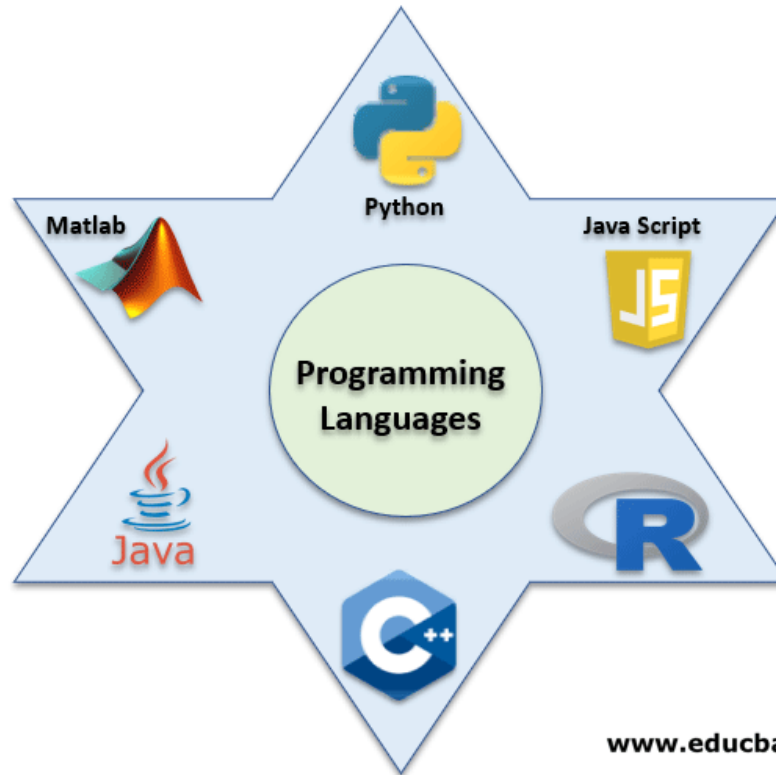 Python
Matlab
Java Script
JS
Programming
Languages
Java
R
C++
www.educba